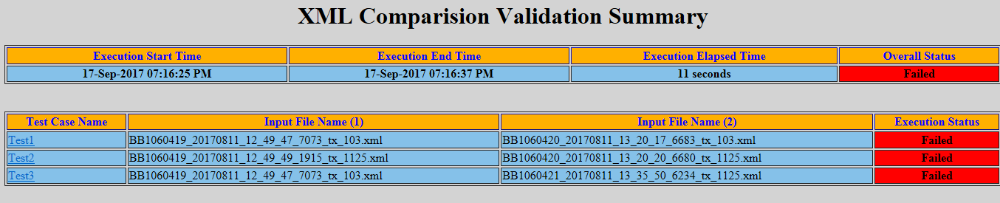 XML Comparision Validation Summary
Execution Start Time Execution End Time Execution Elapsed Time Overall Status
17-Sep-2017 07:16:25 PM 17-Sep-2017 07:16:37 PM 11 seconds Failed
Test Case Name Input File Name (1) Input File Name (2) Execution Status
Test1 BB1060419_20170811_12_49_47_7073_tx_103.xml BB1060420_20170811_13_20_17_6683_tx_103.xml Failed
Test2 BB1060419_20170811_12_49_49_1915_tx_1125.xml BB1060420_20170811_13_20_20_6680_tx_1125.xml Failed
Test3 BB1060419_20170811_12_49_47_7073_tx_103.xml BB1060421_20170811_13_35_50_6234_tx_1125.xml Failed